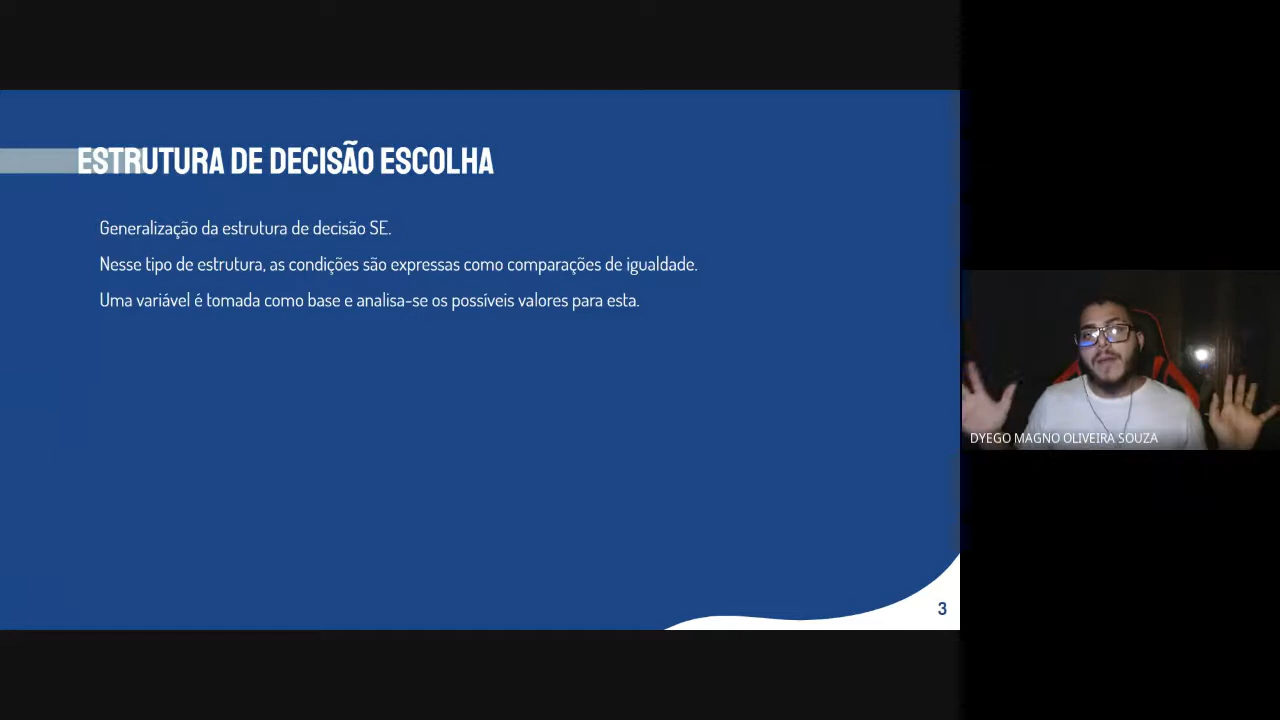 ESTRUTURA DE DECISÃO ESCOLHA
Generalização da estrutura de decisão SE.
Nesse tipo de estrutura, as condições são expressas como comparações de igualdade.
Uma variável é tomada como base e analisa-se os possíveis valores para esta.
DYEGO MAGNO OLIVEIRA SOUZA
3